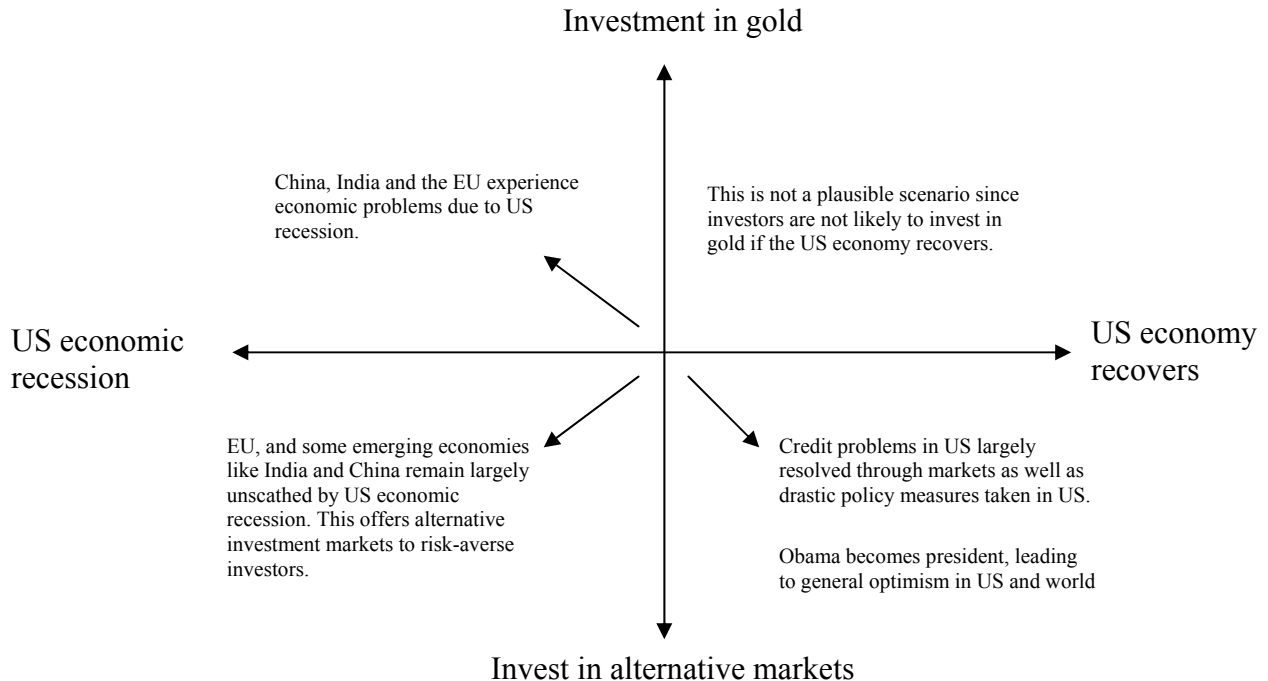 Investment in gold
China, India and the EU experience
economic problems due to US
recession.
This is not a plausible scenario since
investors are not likely to invest in
gold if the US economy recovers.
US economic
recession
US economy
recovers
EU, and some emerging economies
like India and China remain largely
unscathed by US economic
recession. This offers alternative
investment markets to risk-averse
investors.
Credit problems in US largely
resolved through markets as well as
drastic policy measures taken in US.
Obama becomes president, leading
to general optimism in US and world
Invest in alternative markets